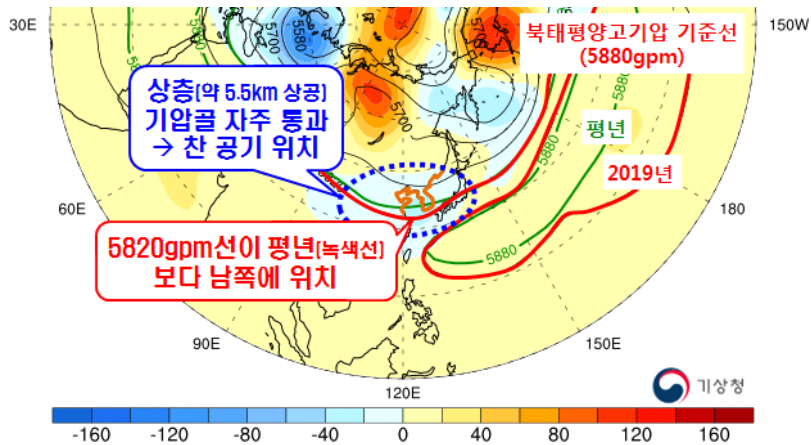 30E
150W
5700
5580
5700
5880
5880
5880
5880
북태평양고기압 기준선
(5880gpm)
상층(약 5.5km 상공)
기압골 자주 통과
→ 찬 공기 위치
평년
2019년
60E
180
5820gpm선이 평년(녹색선)
보다 남쪽에 위치
90E
150E
120E
기상청
-160 -120 -80 -40 0 40 80 120 160